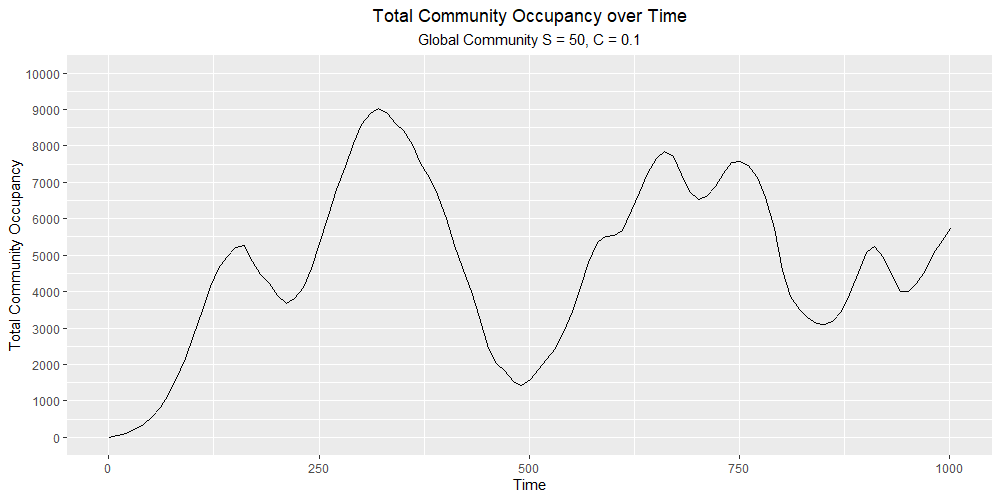 Total Community Occupancy over Time
Global Community S = 50, C = 0.1
Total Community Occupancy
10000
9000
8000
7000
6000
5000
4000
3000
2000
1000
0
0 250 500 750 1000
Time